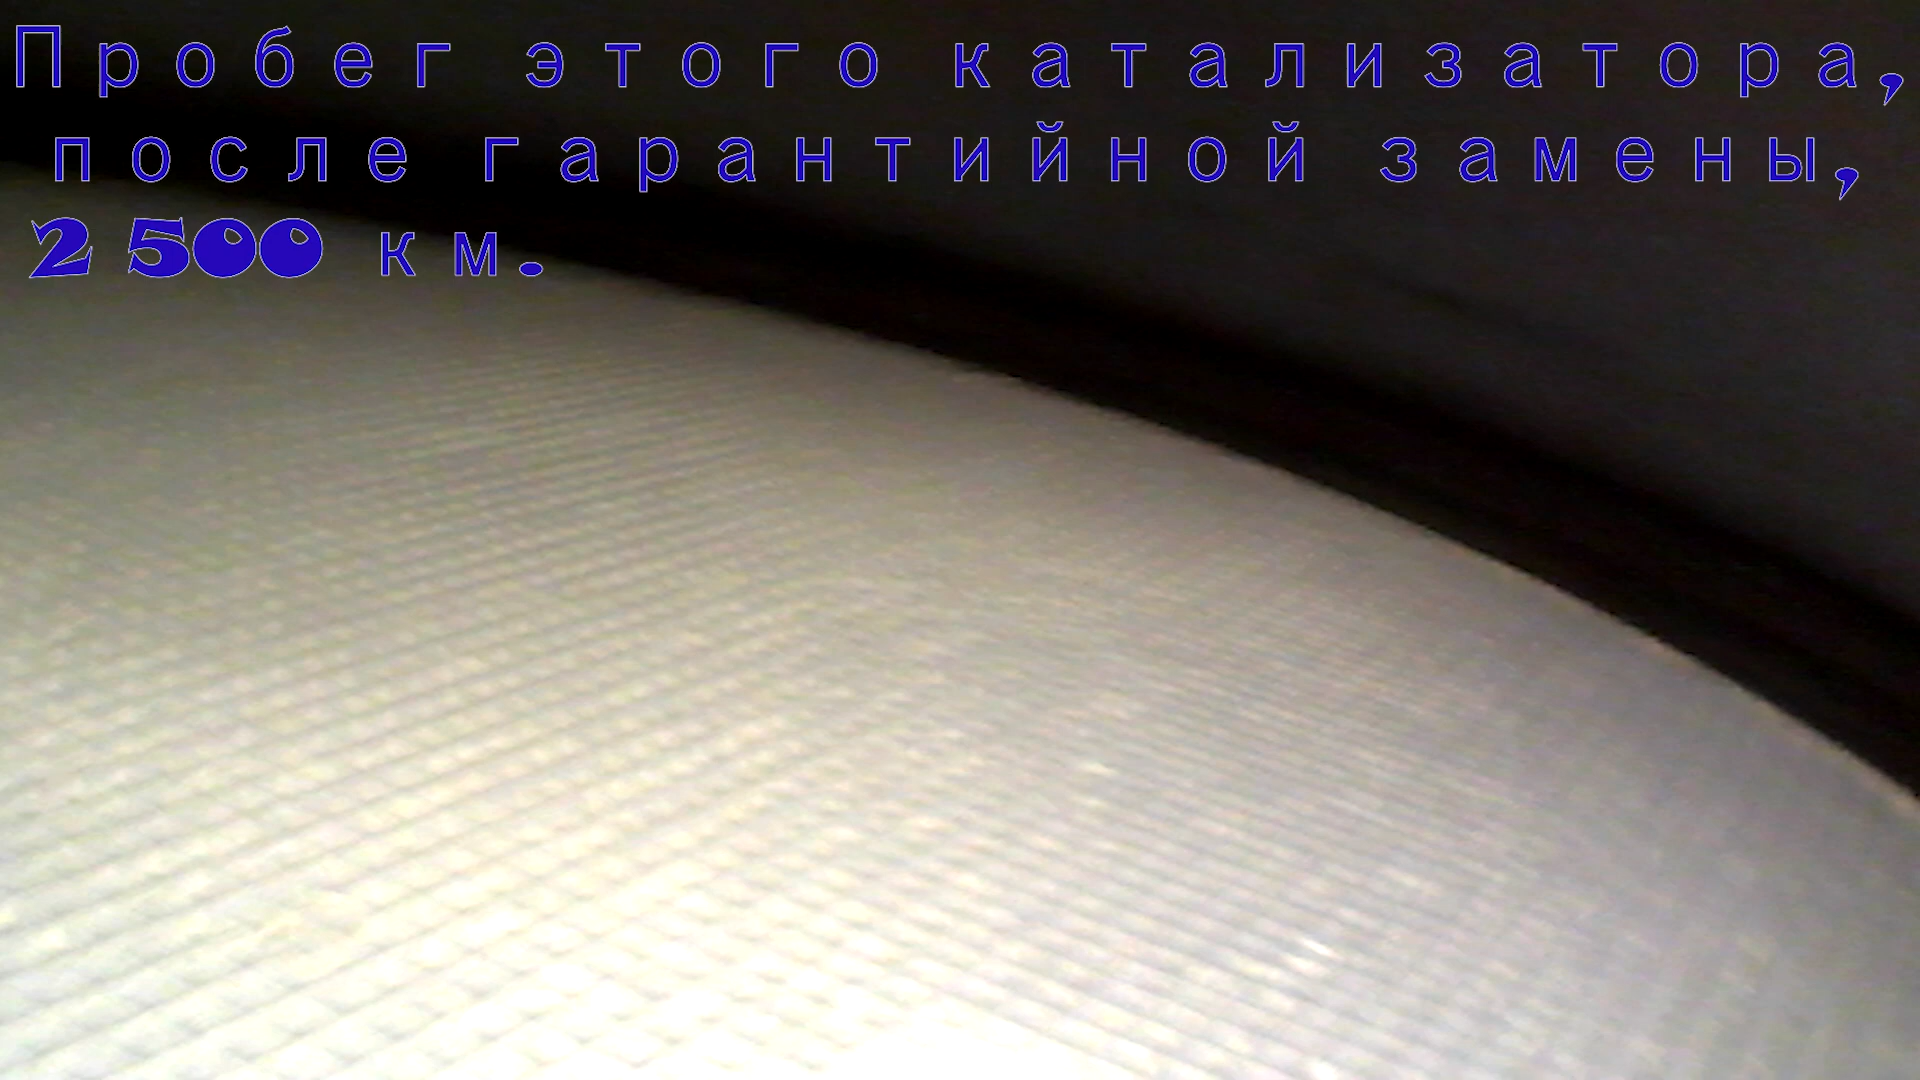 Пробег этого катализатора,
после гарантийной замены,
2 500 км.